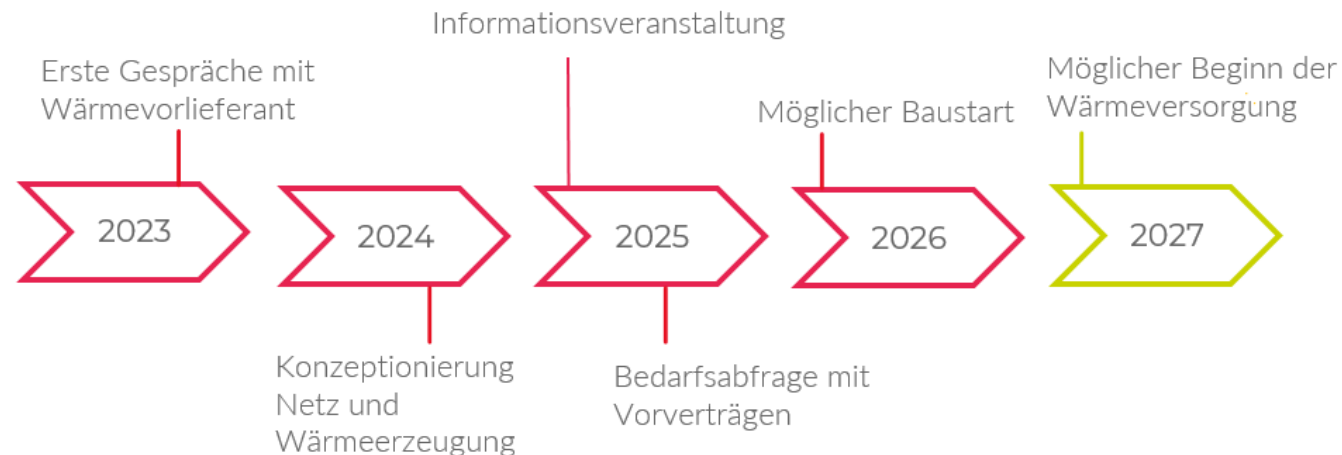 Informationsveranstaltung
Erste Gespräche mit
Wärmevorlieferant
Möglicher Baustart
Möglicher Beginn der
Wärmeversorgung
2023
2024
2025
2026
2027
Konzeptionierung
Netz und
Wärmeerzeugung
Bedarfsabfrage mit
Vorverträgen